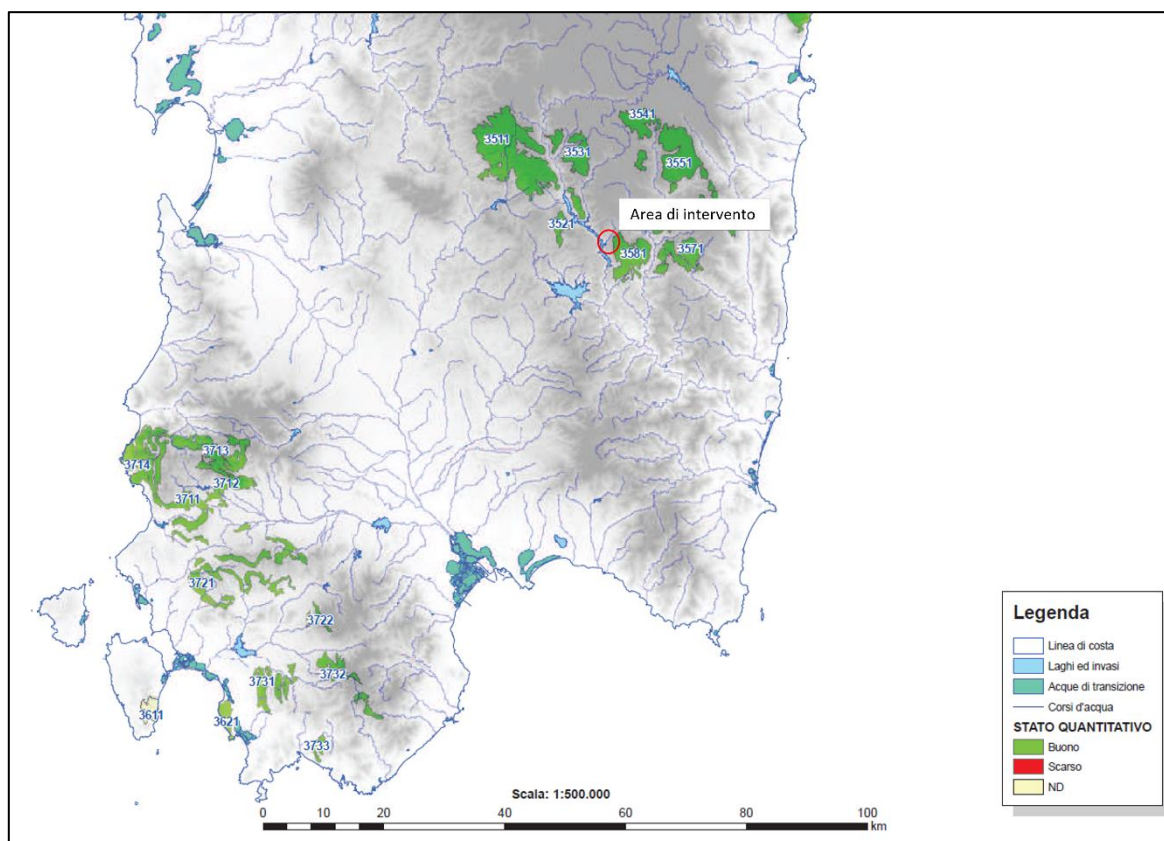 3541
3511
3531
3551
Area di intervento
3521
3581
3571
3713
3714
3712
3711
3721
3722
3732
3731
3611
3621
3733
Legenda
Linea di costa
Laghi ed invasi
Acque di transizione
Corsi d'acqua
STATO QUANTITATIVO
Buono
Scarso
ND
Scala: 1:500.000
0 10 20 40 60 80 100
km